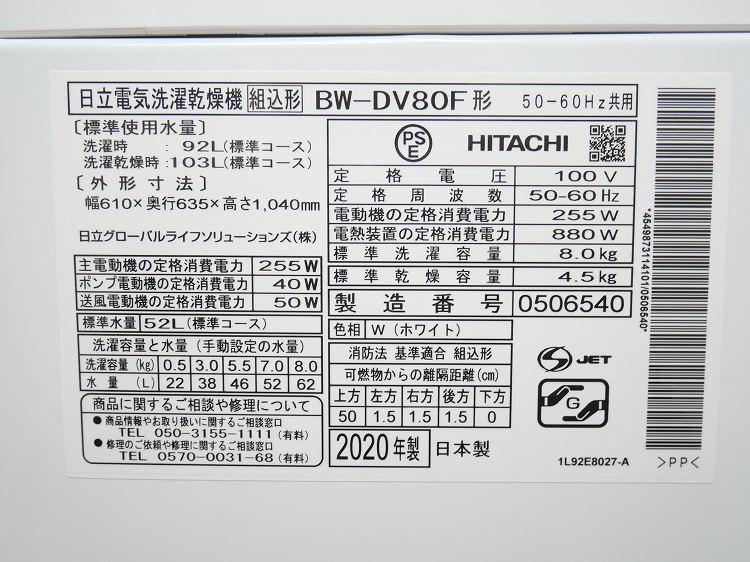 日立電気洗濯乾燥機 組込形 BW-DV80F形 50-60Hz共用
〔標準使用水量〕
洗濯時 : 92L(標準コース)
洗濯乾燥時:103L(標準コース)
〔外形寸法〕
幅610×奥行635×高さ1,040mm
日立グローバルライフソリューションズ(株)
主電動機の定格消費電力 255W
ポンプ電動機の定格消費電力 40W
送風電動機の定格消費電力 50W
標準水量 52L(標準コース)
洗濯容量と水量(手動設定の水量)
洗濯容量(kg) 0.5 3.0 5.5 7.0 8.0
水量(L) 22 38 46 52 62
商品に関するご相談や修理について
●商品情報やお取り扱いに関するご相談窓口
TEL 050-3155-1111(有料)
●修理のご依頼や修理に関するご相談窓口
TEL 0570-0031-68(有料)
PSE HITACHI
定格電圧 100V
定格周波数 50-60Hz
電動機の定格消費電力 255W
電熱装置の定格消費電力 880W
標準洗濯容量 8.0kg
標準乾燥容量 4.5kg
製造番号 0506540
色相 W(ホワイト)
消防法 基準適合 組込形
可燃物からの離隔距離(cm)
上方 左方 右方 後方 下方
50 1.5 1.5 1.5 0
2020年製 日本製
S JET
G
1L92E8027-A
*4549873114101/0506540*
>PP<